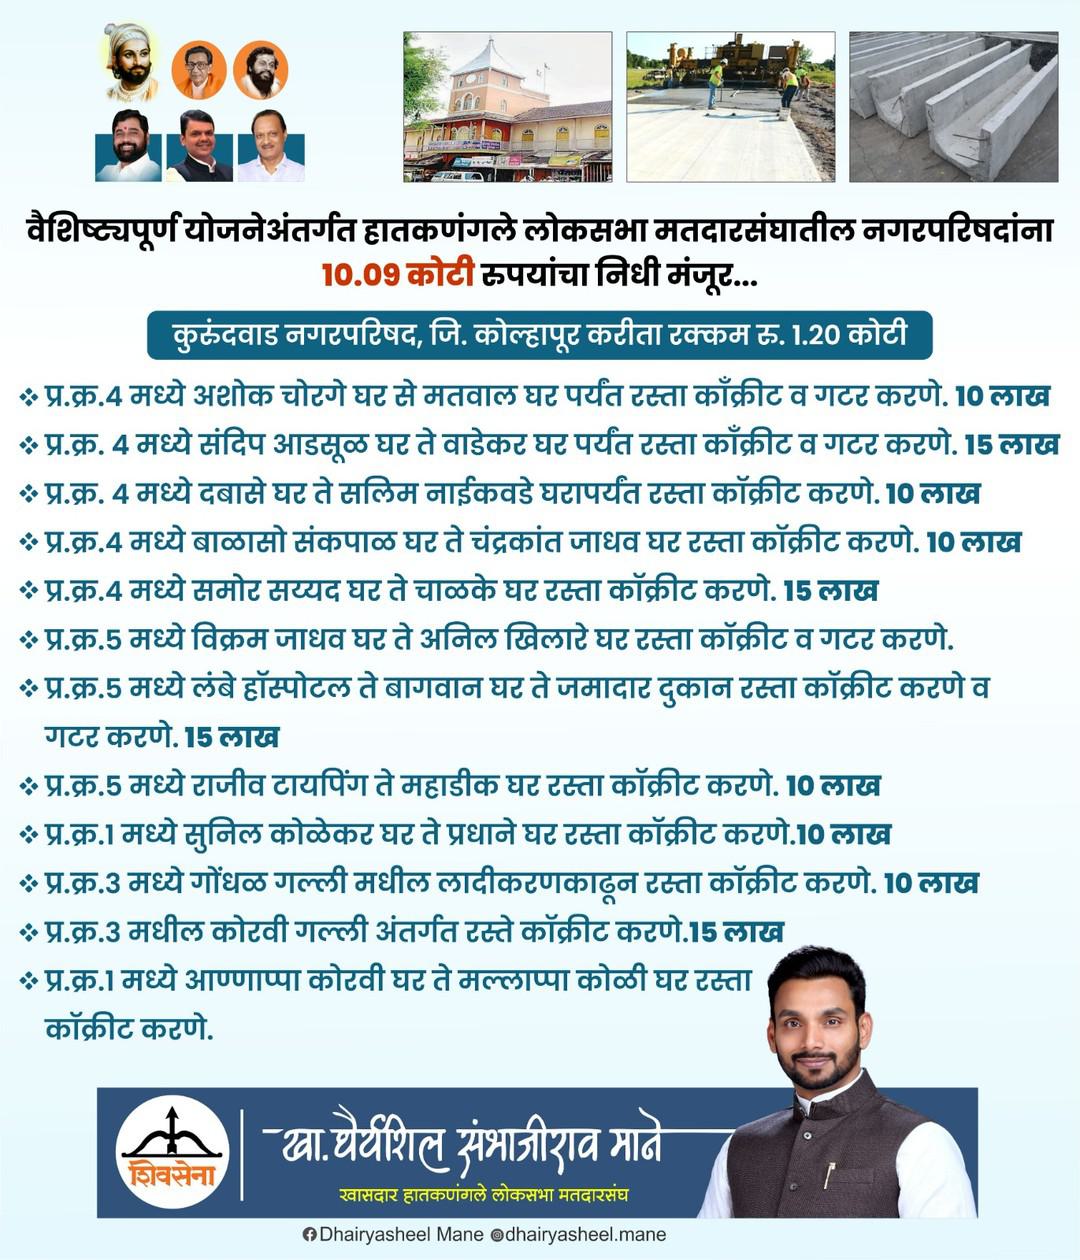 वैशिष्ट्यपूर्ण योजनेअंतर्गत हातकणंगले लोकसभा मतदारसंघातील नगरपरिषदांना
10.09 कोटी रुपयांचा निधी मंजूर...
कुरुंदवाड नगरपरिषद, जि. कोल्हापूर करीता रक्कम रु. 1.20 कोटी
❖ प्र.क्र.4 मध्ये अशोक चोरगे घर से मतवाल घर पर्यंत रस्ता काँक्रीट व गटर करणे. 10 लाख
❖ प्र.क्र. 4 मध्ये संदिप आडसूळ घर ते वाडेकर घर पर्यंत रस्ता काँक्रीट व गटर करणे. 15 लाख
❖ प्र.क्र. 4 मध्ये दबासे घर ते सलिम नाईकवडे घरापर्यंत रस्ता कॉक्रीट करणे. 10 लाख
❖ प्र.क्र.4 मध्ये बाळासो संकपाळ घर ते चंद्रकांत जाधव घर रस्ता कॉक्रीट करणे. 10 लाख
❖ प्र.क्र.4 मध्ये समोर सय्यद घर ते चाळके घर रस्ता कॉक्रीट करणे. 15 लाख
❖ प्र.क्र.5 मध्ये विक्रम जाधव घर ते अनिल खिलारे घर रस्ता कॉक्रीट व गटर करणे.
❖ प्र.क्र.5 मध्ये लंबे हॉस्पोटल ते बागवान घर ते जमादार दुकान रस्ता कॉक्रीट करणे व
गटर करणे. 15 लाख
❖ प्र.क्र.5 मध्ये राजीव टायपिंग ते महाडीक घर रस्ता कॉक्रीट करणे. 10 लाख
❖ प्र.क्र.1 मध्ये सुनिल कोळेकर घर ते प्रधाने घर रस्ता कॉक्रीट करणे.10 लाख
❖ प्र.क्र.3 मध्ये गोंधळ गल्ली मधील लादीकरणकाढून रस्ता कॉक्रीट करणे. 10 लाख
❖ प्र.क्र.3 मधील कोरवी गल्ली अंतर्गत रस्ते कॉक्रीट करणे.15 लाख
❖ प्र.क्र.1 मध्ये आण्णाप्पा कोरवी घर ते मल्लाप्पा कोळी घर रस्ता
कॉक्रीट करणे.
शिवसेना
खा. धैर्यशिल संभाजीराव माने
खासदार हातकणंगले लोकसभा मतदारसंघ
Dhairyasheel Mane @dhairyasheel.mane